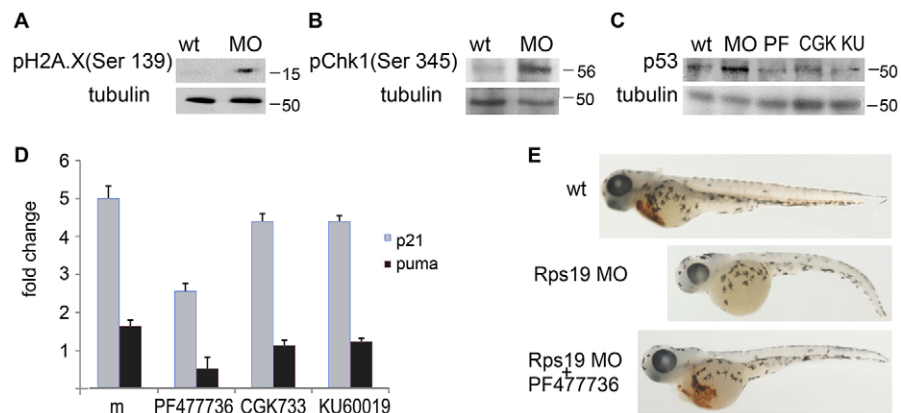 A
wt MO
pH2A.X(Ser 139)
-15
tubulin
-50
B
wt MO
pChk1(Ser 345)
-56
tubulin
-50
C
wt MO PF CGK KU
p53
-50
tubulin
-50
D
6
5
4
3
2
1
fold change
p21
puma
m PF477736 CGK733 KU60019
E
wt
Rps19 MO
Rps19 MO
+
PF477736